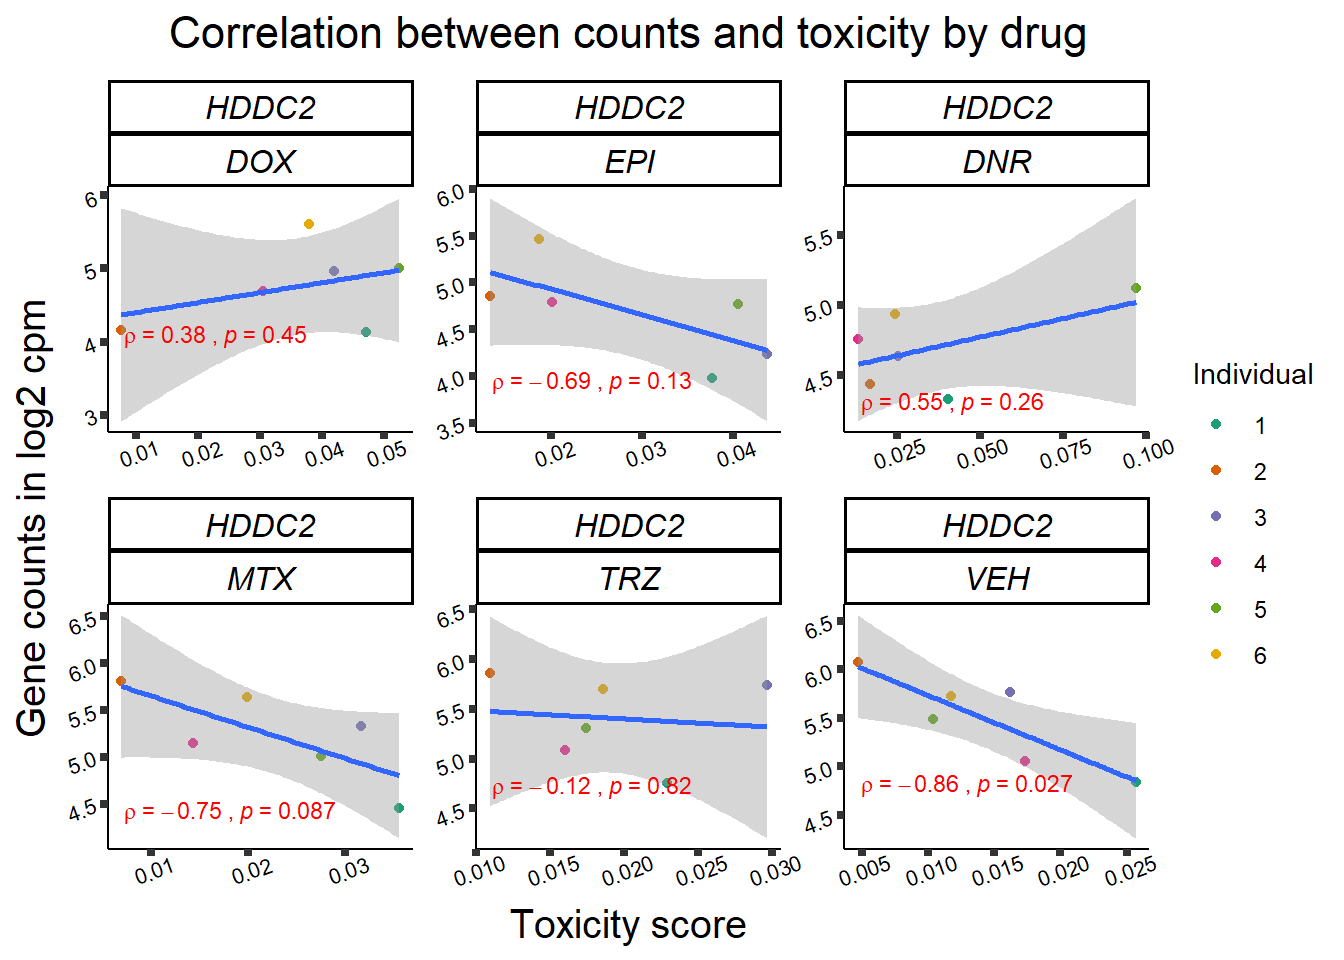 Correlation between counts and toxicity by drug
HDDC2
DOX
6
5
4
3
ρ = 0.38 , p = 0.45
0.01 0.02 0.03 0.04 0.05
HDDC2
EPI
6.0
5.5
5.0
4.5
4.0
3.5
ρ = −0.69 , p = 0.13
0.02 0.03 0.04
HDDC2
DNR
5.5
5.0
4.5
ρ = 0.55 , p = 0.26
0.025 0.050 0.075 0.100
HDDC2
MTX
6.5
6.0
5.5
5.0
4.5
ρ = −0.75 , p = 0.087
0.01 0.02 0.03
HDDC2
TRZ
6.5
6.0
5.5
5.0
4.5
ρ = −0.12 , p = 0.82
0.010 0.015 0.020 0.025 0.030
HDDC2
VEH
6.5
6.0
5.5
5.0
4.5
ρ = −0.86 , p = 0.027
0.005 0.010 0.015 0.020 0.025
Gene counts in log2 cpm
Toxicity score
Individual
1
2
3
4
5
6